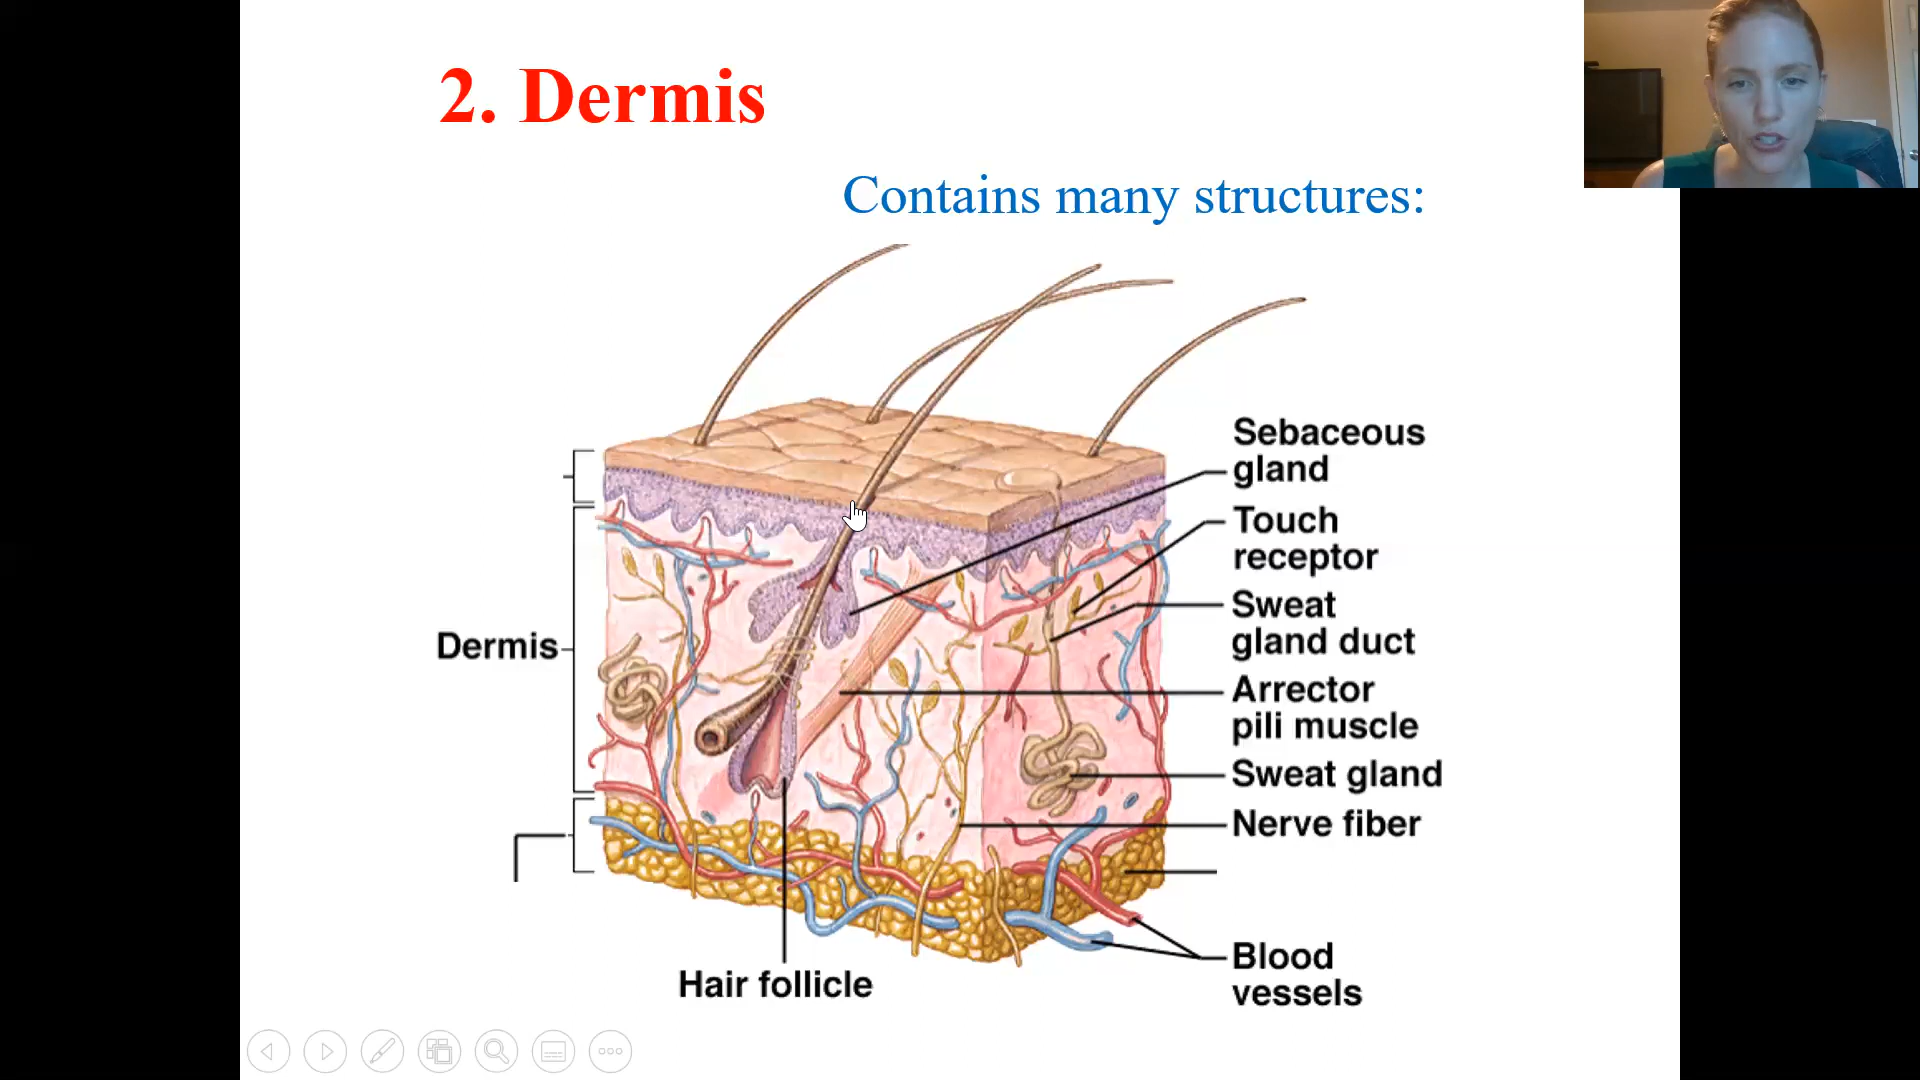 2. Dermis
Contains many structures:
Sebaceous
gland
Touch
receptor
Sweat
gland duct
Dermis
Arrector
pili muscle
Sweat gland
Nerve fiber
Blood
vessels
Hair follicle